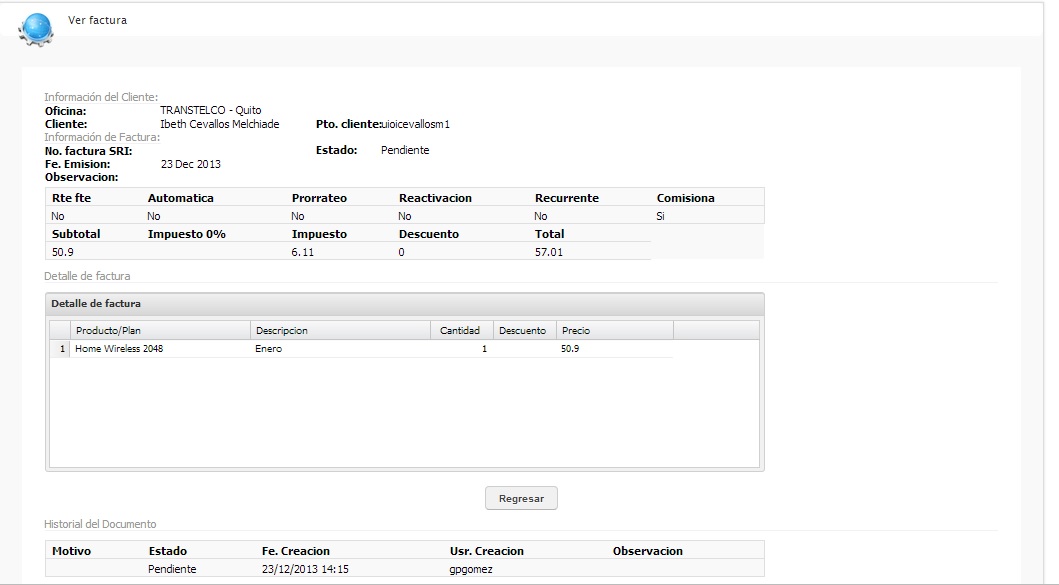 Ver factura
Información del Cliente:
Oficina: TRANSTELCO - Quito
Cliente: Ibeth Cevallos Melchiade Pto. cliente: uioicevallosm1
Información de Factura:
No. factura SRI: Estado: Pendiente
Fe. Emision: 23 Dec 2013
Observacion:
Rte fte Automatica Prorrateo Reactivacion Recurrente Comisiona
No No No No No Si
Subtotal Impuesto 0% Impuesto Descuento Total
50.9 6.11 0 57.01
Detalle de factura
Detalle de factura
Producto/Plan Descripcion Cantidad Descuento Precio
1 Home Wireless 2048 Enero 1 50.9
Regresar
Historial del Documento
Motivo Estado Fe. Creacion Usr. Creacion Observacion
Pendiente 23/12/2013 14:15 gpgomez